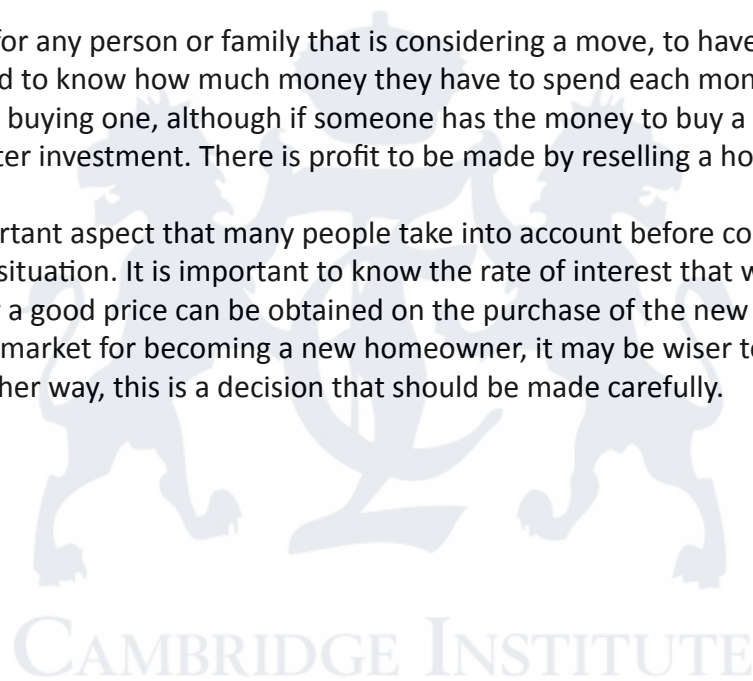 for any person or family that is considering a move, to have
d to know how much money they have to spend each mon
buying one, although if someone has the money to buy a
ter investment. There is profit to be made by reselling a ho
rtant aspect that many people take into account before co
situation. It is important to know the rate of interest that w
a good price can be obtained on the purchase of the new
market for becoming a new homeowner, it may be wiser to
her way, this is a decision that should be made carefully.
CAMBRIDGE INSTITUTE